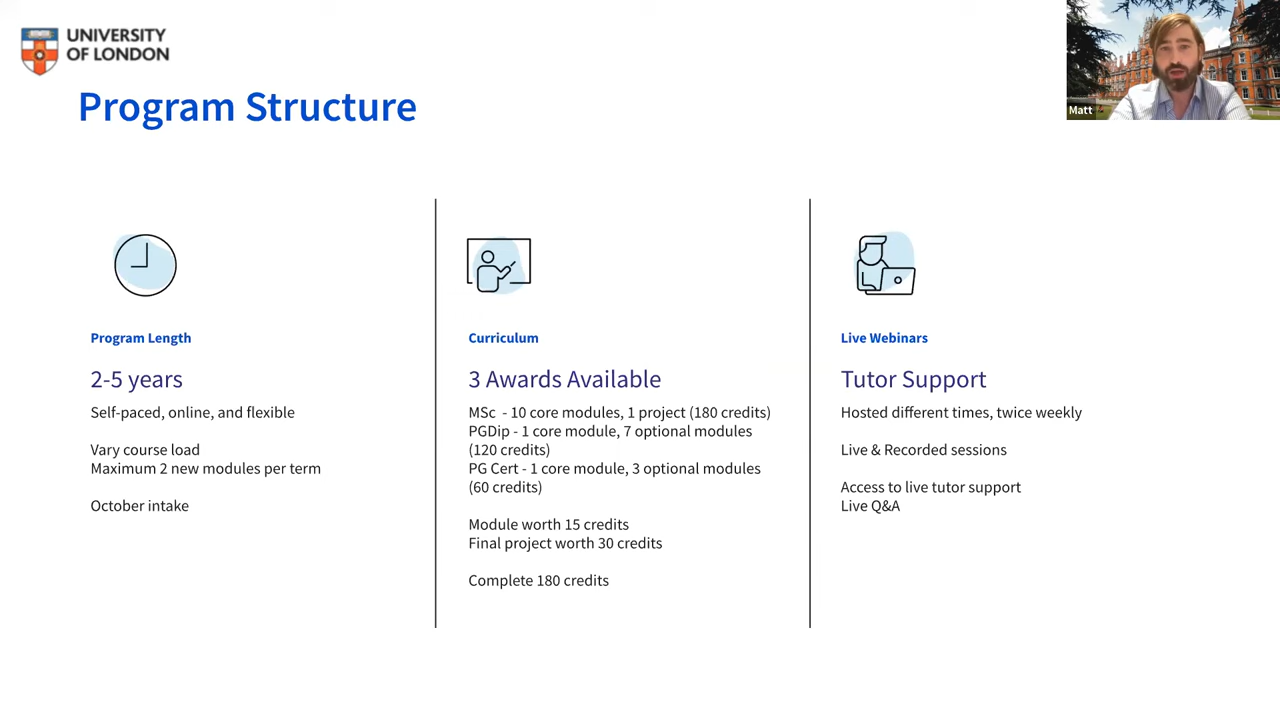 UNIVERSITY
OF LONDON
Program Structure
Matt
Program Length
2-5 years
Self-paced, online, and flexible
Vary course load
Maximum 2 new modules per term
October intake
Curriculum
3 Awards Available
MSc - 10 core modules, 1 project (180 credits)
PGDip - 1 core module, 7 optional modules
(120 credits)
PG Cert - 1 core module, 3 optional modules
(60 credits)
Module worth 15 credits
Final project worth 30 credits
Complete 180 credits
Live Webinars
Tutor Support
Hosted different times, twice weekly
Live & Recorded sessions
Access to live tutor support
Live Q&A